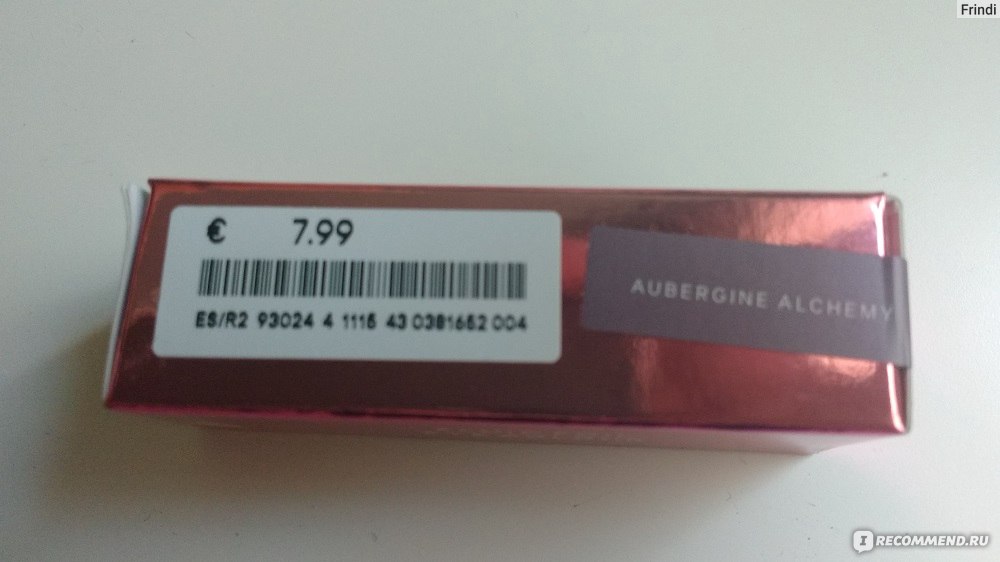 Frindi
€ 7.99
ES/R2 93024 4 1115 43 0381652 004
AUBERGINE ALCHEMY
I RECOMMEND.RU